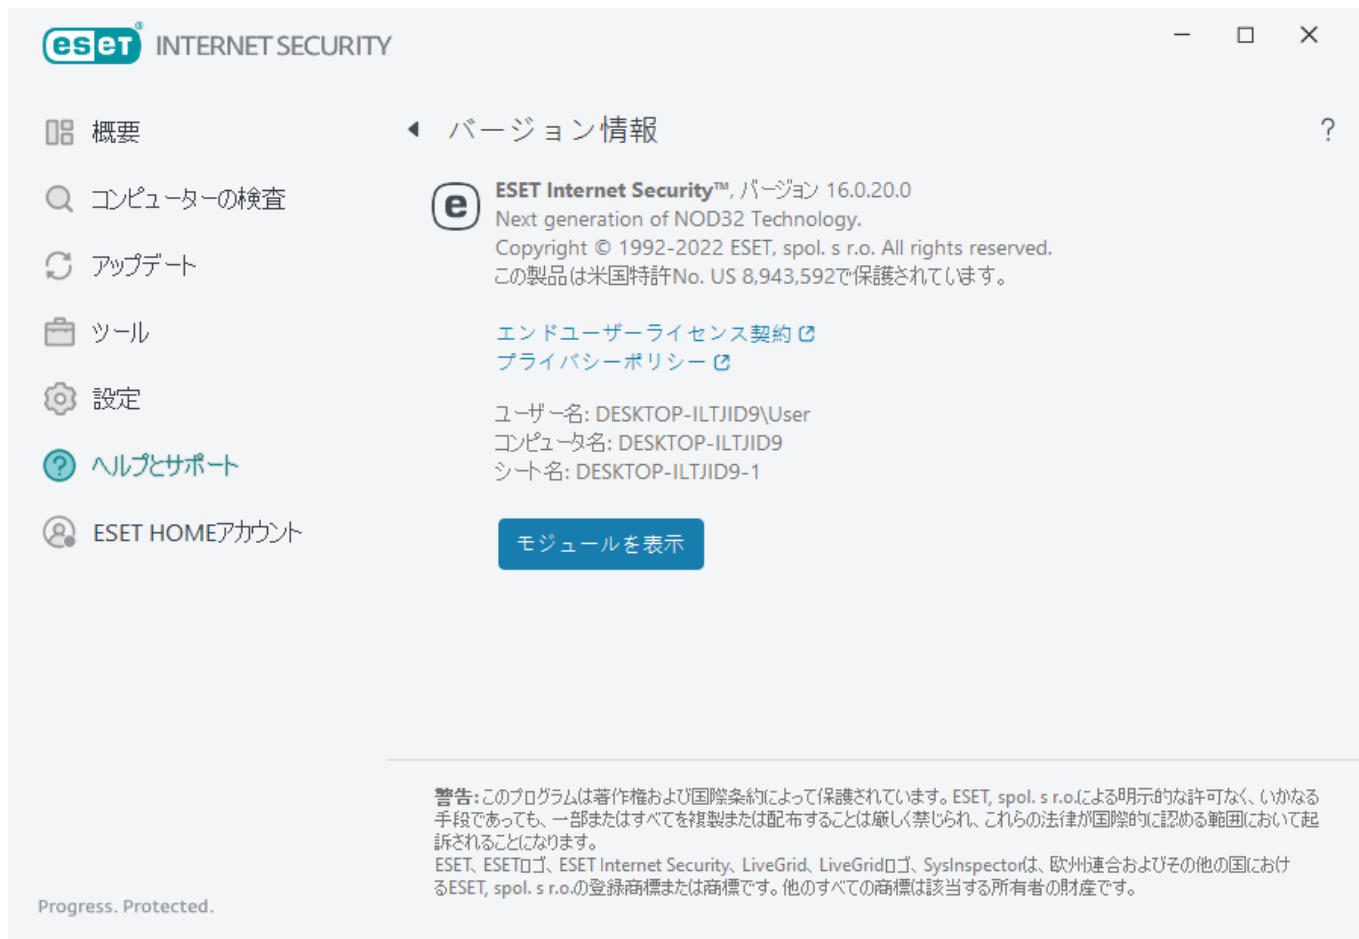 eset® INTERNET SECURITY
概要
コンピューターの検査
アップデート
ツール
設定
ヘルプとサポート
ESET HOMEアカウント
バージョン情報
?
e
ESET Internet Security™, バージョン 16.0.20.0
Next generation of NOD32 Technology.
Copyright © 1992-2022 ESET, spol. s r.o. All rights reserved.
この製品は米国特許No. US 8,943,592で保護されています。
エンドユーザーライセンス契約
プライバシーポリシー
ユーザー名: DESKTOP-ILTJID9\User
コンピュータ名: DESKTOP-ILTJID9
シート名: DESKTOP-ILTJID9-1
モジュールを表示
警告:このプログラムは著作権および国際条約によって保護されています。ESET, spol. s r.o.による明示的な許可なく、いかなる
手段であっても、一部またはすべてを複製または配布することは厳しく禁じられ、これらの法律が国際的に認める範囲において起
訴されることになります。
ESET、ESETロゴ、ESET Internet Security、LiveGrid、LiveGridロゴ、SysInspectorは、欧州連合およびその他の国におけ
るESET, spol. s r.o.の登録商標または商標です。他のすべての商標は該当する所有者の財産です。
Progress. Protected.